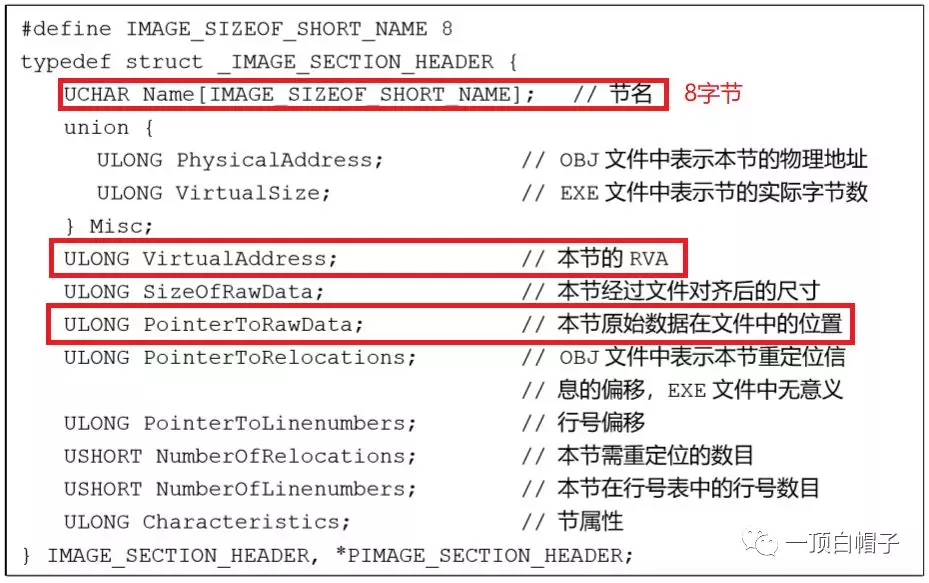 #define IMAGE_SIZEOF_SHORT_NAME 8
typedef struct _IMAGE_SECTION_HEADER {
UCHAR Name[IMAGE_SIZEOF_SHORT_NAME]; // 节名 8字节
union {
ULONG PhysicalAddress; // OBJ 文件中表示本节的物理地址
ULONG VirtualSize; // EXE 文件中表示节的实际字节数
} Misc;
ULONG VirtualAddress; // 本节的 RVA
ULONG SizeOfRawData; // 本节经过文件对齐后的尺寸
ULONG PointerToRawData; // 本节原始数据在文件中的位置
ULONG PointerToRelocations; // OBJ 文件中表示本节重定位信
// 息的偏移，EXE 文件中无意义
ULONG PointerToLinenumbers; // 行号偏移
USHORT NumberOfRelocations; // 本节需重定位的数目
USHORT NumberOfLinenumbers; // 本节在行号表中的行号数目
ULONG Characteristics; // 节属性
} IMAGE_SECTION_HEADER, *PIMAGE_SECTION_HEADER;
一顶白帽子